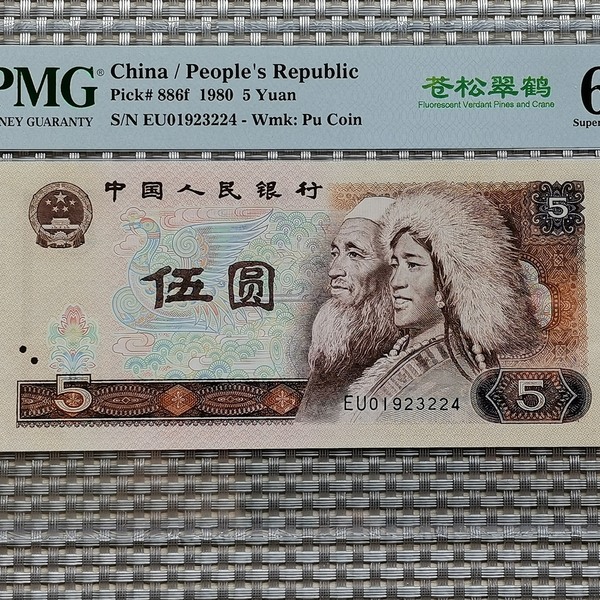 PMG® China / People's Republic
Pick# 886f 1980 5 Yuan
NEY GUARANTY S/N EU01923224 - Wmk: Pu Coin
苍松翠鹤
Fluorescent Verdant Pines and Crane
6
Super
中国人民银行
5
伍圆
5
EU01923224
5